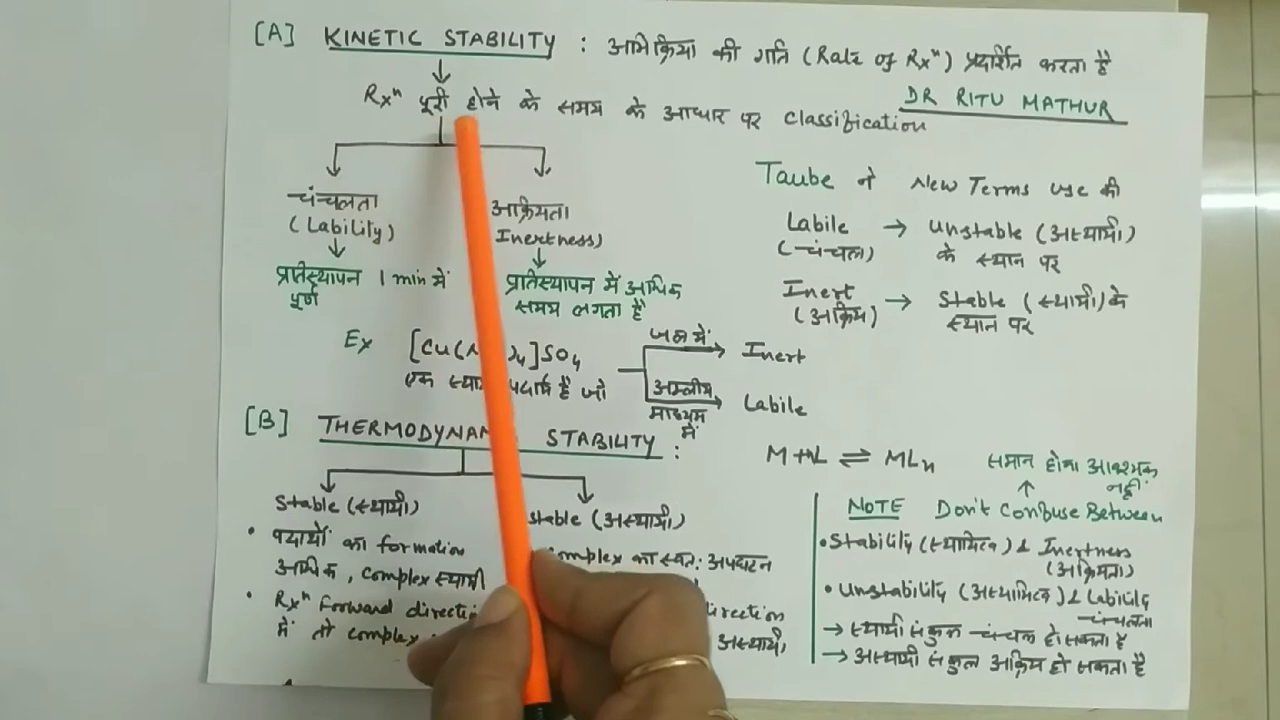 [A] KINETIC STABILITY : अभिक्रिया की गति (Rate of Rxⁿ) प्रदर्शित करता है
DR RITU MATHUR
Rxⁿ पूरी होने के समय के आधार पर classification
चंचलता
(Lability)
प्रतिस्थापन 1 min में
पूर्ण
आक्रियता
Inertness)
प्रतिस्थापन में अधिक
समय लगता है
Taube ने New Terms use की
Labile → Unstable (अस्थायी)
(चंचल) के स्थान पर
Inert → Stable (स्थायी) के
(अक्रिय) स्थान पर
Ex [Cu( )₄]SO₄
एक पदार्थ है जो
जल में → Inert
अम्लीय माध्यम में → Labile
[B] STABILITY :
M+nL ⇌ MLn
Stable (स्थायी)
• पदार्थों का formation
अधिक, complex स्थायी
• Rxⁿ forward
में तो complex
(अस्थायी)
complex का स्वतः अपघटन
direction
अस्थायी
समान होना आवश्यक
नहीं
NOTE Don't Confuse Between
• Stability (स्थायित्व) & Inertness
(अक्रियता)
• Unstability (अस्थायित्व) & Lability
चंचलता
→ स्थायी संकुल चंचल हो सकता है
→ अस्थायी संकुल अक्रिय हो सकता है